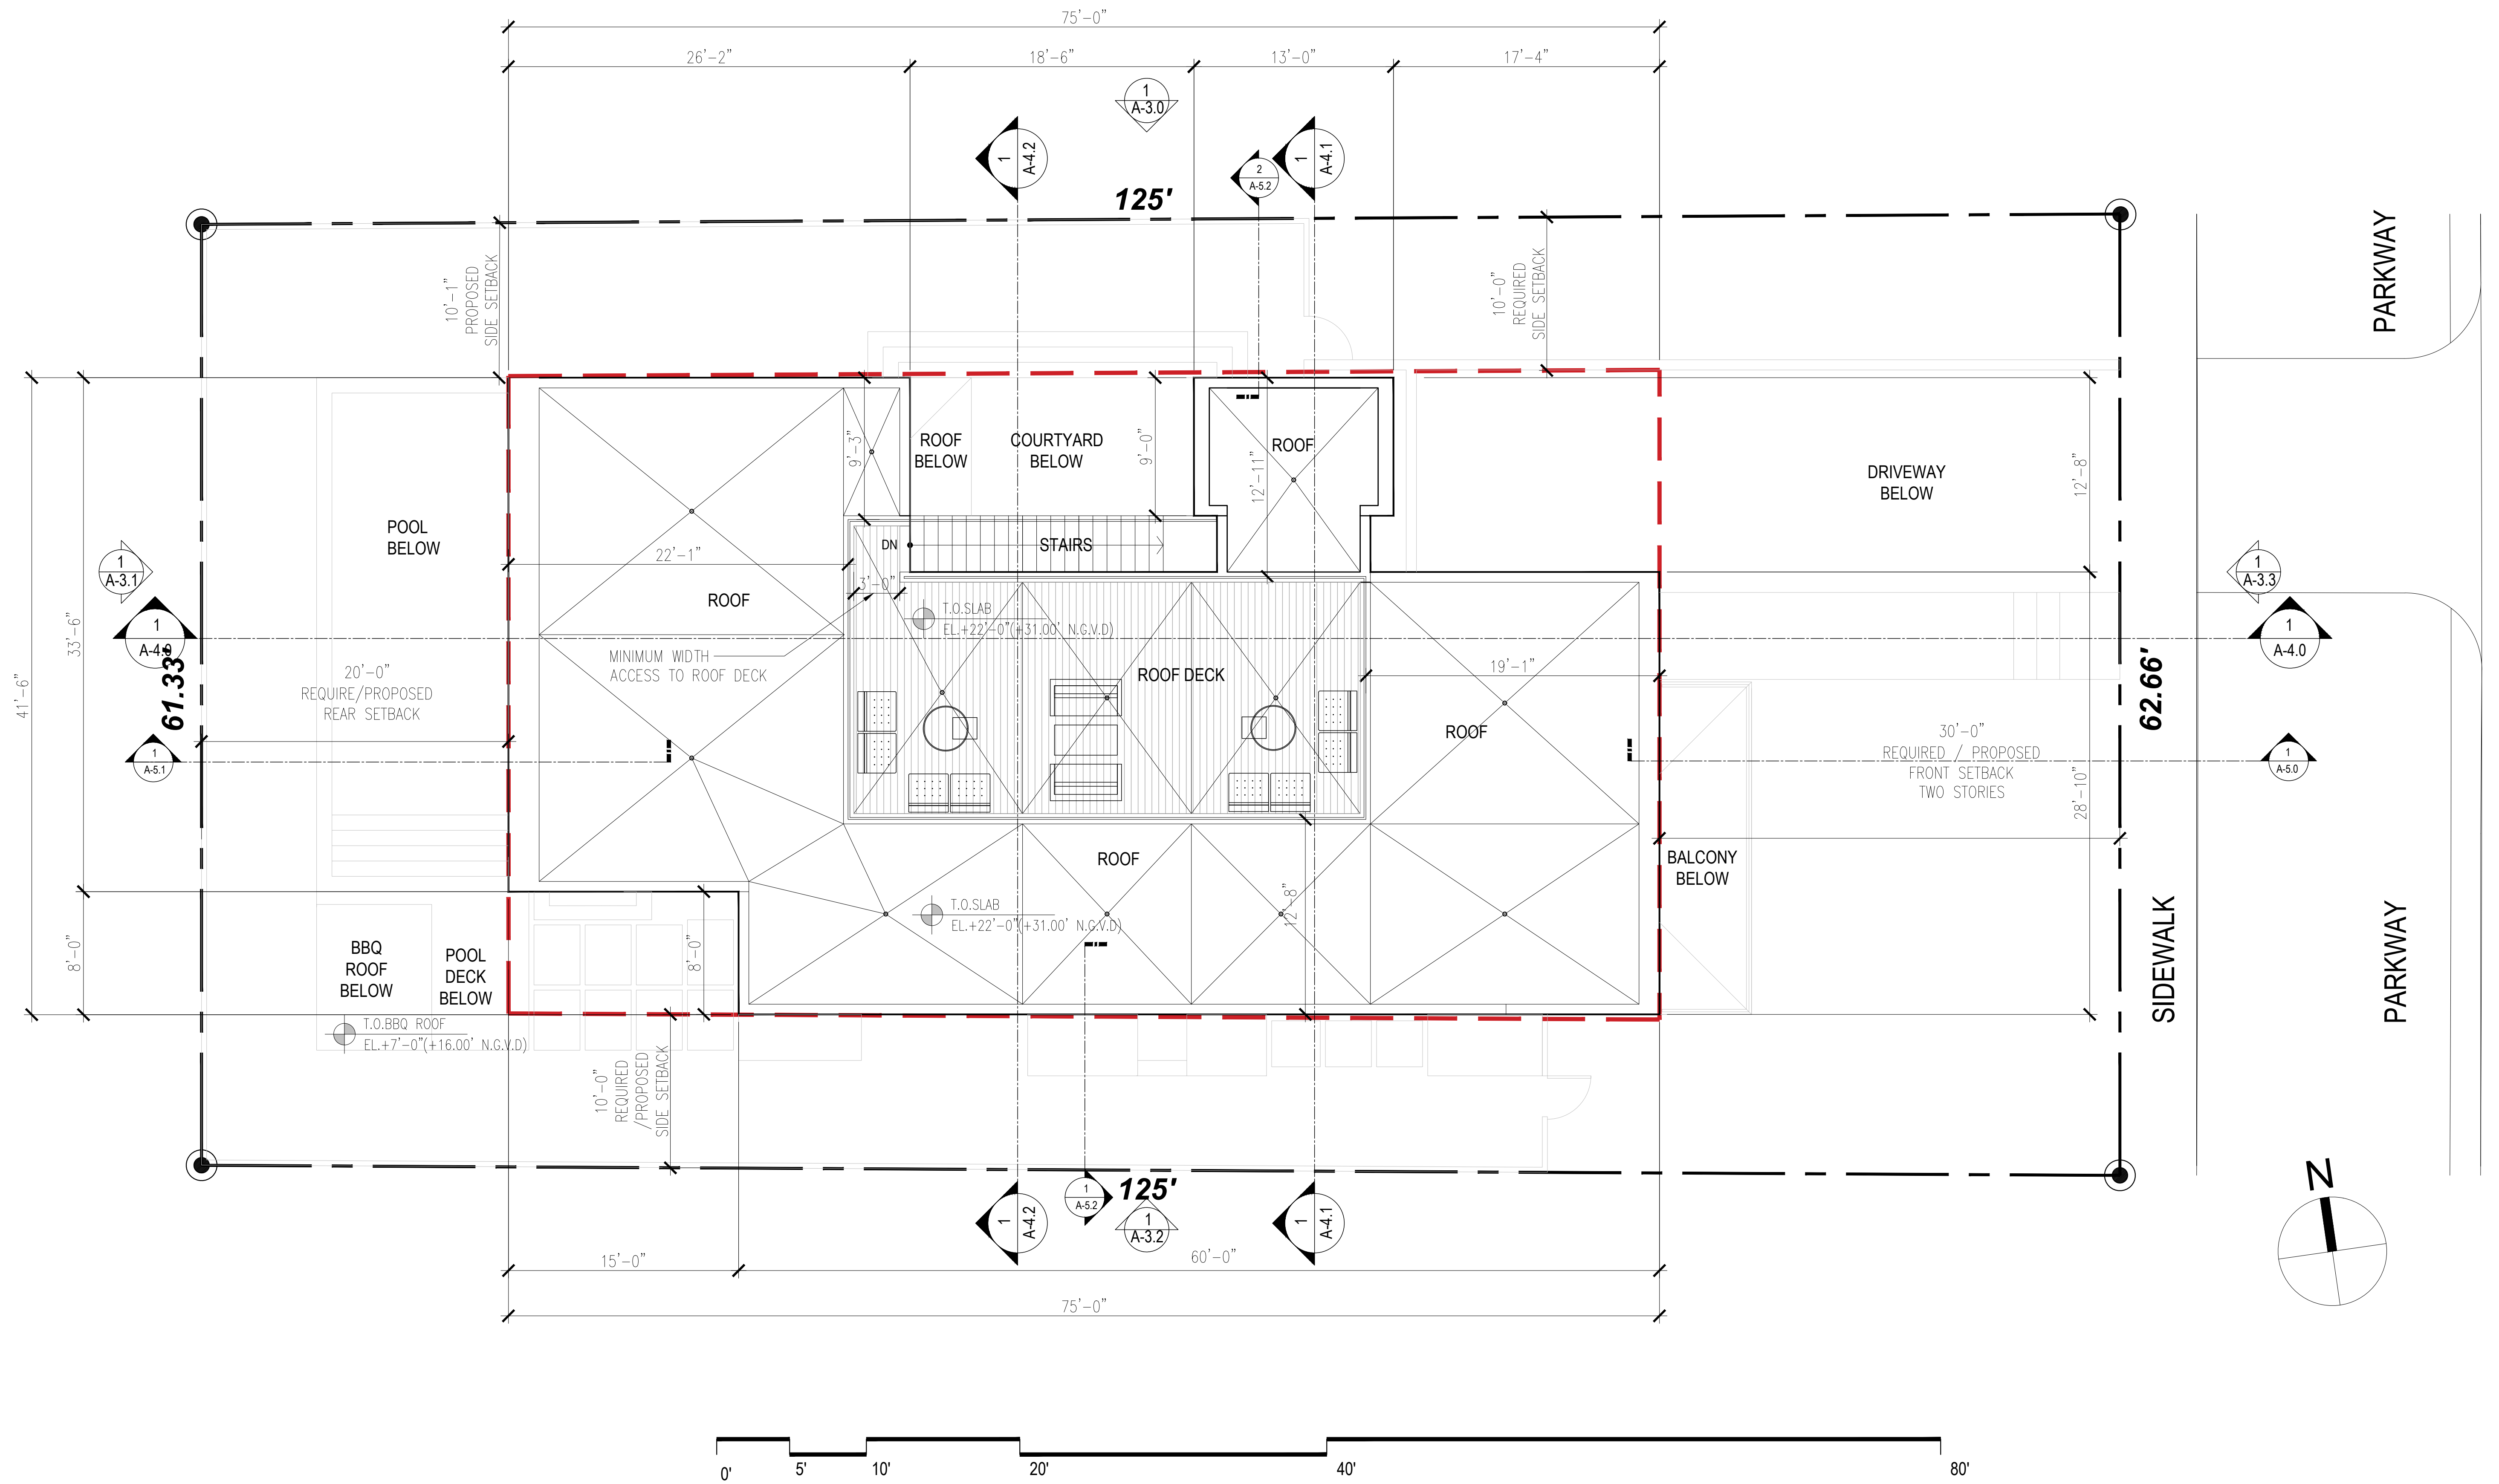 75'-0"
26'-2"
18'-6"
13'-0"
17'-4"
1
A-3.0
1
A-4.2
2
A-5.2
1
A-4.1
125'
10'-1"
PROPOSED
SIDE SETBACK
10'-0"
REQUIRED
SIDE SETBACK
PARKWAY
9'-3"
ROOF
BELOW
COURTYARD
BELOW
9'-0"
ROOF
12'-11"
DRIVEWAY
BELOW
12'-8"
POOL
BELOW
22'-1"
DN
STAIRS
1
A-3.1
1
A-3.3
3'-0"
ROOF
T.O.SLAB
EL.+22'-0"(+31.00' N.G.V.D)
1
A-4.0
1
A-4.0
33'-6"
41'-6"
61.33'
20'-0"
REQUIRE/PROPOSED
REAR SETBACK
MINIMUM WIDTH
ACCESS TO ROOF DECK
ROOF DECK
19'-1"
ROOF
62.66'
1
A-5.1
30'-0"
REQUIRED / PROPOSED
FRONT SETBACK
TWO STORIES
1
A-5.0
28'-10"
ROOF
BALCONY
BELOW
12'-8"
T.O.SLAB
EL.+22'-0"(+31.00' N.G.V.D)
8'-0"
8'-0"
BBQ
ROOF
BELOW
POOL
DECK
BELOW
SIDEWALK
PARKWAY
T.O.BBQ ROOF
EL.+7'-0"(+16.00' N.G.V.D)
10'-0"
REQUIRED
/PROPOSED
SIDE SETBACK
1
A-4.2
1
A-5.2
125'
1
A-3.2
1
A-4.1
N
15'-0"
60'-0"
75'-0"
0'
5'
10'
20'
40'
80'